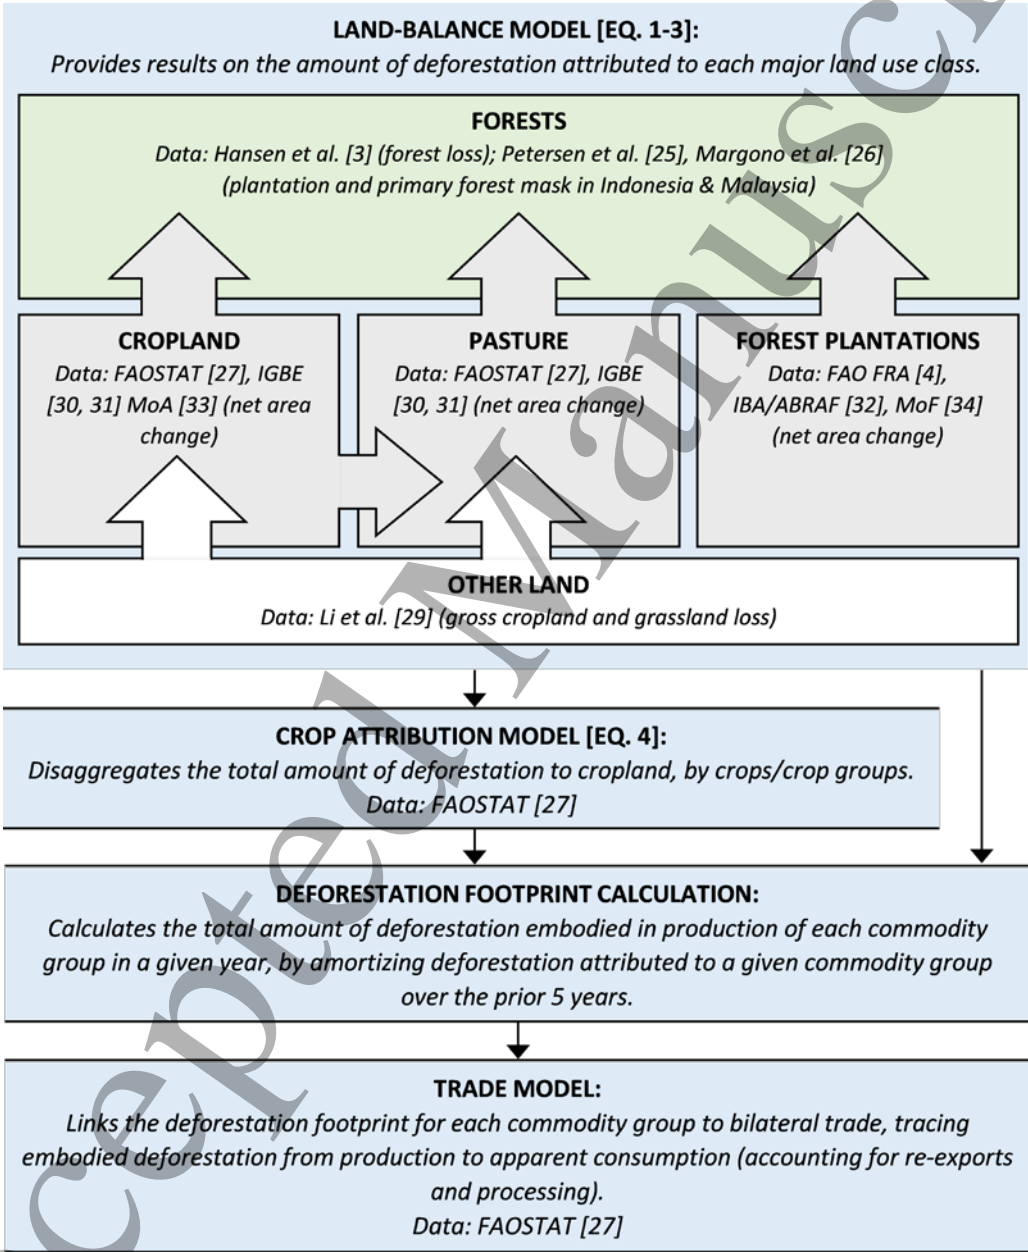 LAND-BALANCE MODEL [EQ. 1-3]:
Provides results on the amount of deforestation attributed to each major land use class.
FORESTS
Data: Hansen et al. [3] (forest loss); Petersen et al. [25], Margono et al. [26]
(plantation and primary forest mask in Indonesia & Malaysia)
CROPLAND
Data: FAOSTAT [27], IGBE
[30, 31] MoA [33] (net area
change)
PASTURE
Data: FAOSTAT [27], IGBE
[30, 31] (net area change)
FOREST PLANTATIONS
Data: FAO FRA [4],
IBA/ABRAF [32], MoF [34]
(net area change)
OTHER LAND
Data: Li et al. [29] (gross cropland and grassland loss)
CROP ATTRIBUTION MODEL [EQ. 4]:
Disaggregates the total amount of deforestation to cropland, by crops/crop groups.
Data: FAOSTAT [27]
DEFORESTATION FOOTPRINT CALCULATION:
Calculates the total amount of deforestation embodied in production of each commodity
group in a given year, by amortizing deforestation attributed to a given commodity group
over the prior 5 years.
TRADE MODEL:
Links the deforestation footprint for each commodity group to bilateral trade, tracing
embodied deforestation from production to apparent consumption (accounting for re-exports
and processing).
Data: FAOSTAT [27]
cepted Manusc